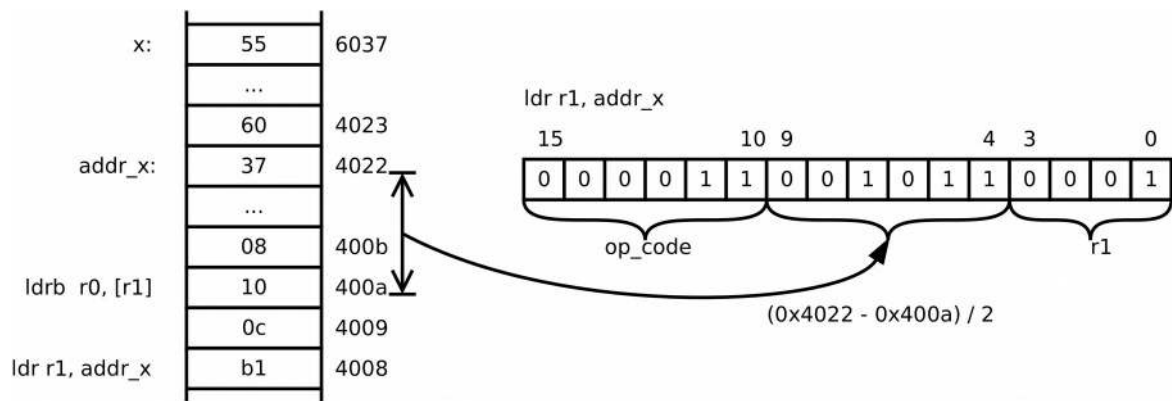 x: 55 6037
...
60 4023
addr_x: 37 4022
...
08 400b
ldrb r0, [r1] 10 400a
0c 4009
ldr r1, addr_x b1 4008
ldr r1, addr_x
15 10 9 4 3 0
0 0 0 0 1 1 0 0 1 0 1 1 0 0 0 1
op_code r1
(0x4022 - 0x400a) / 2